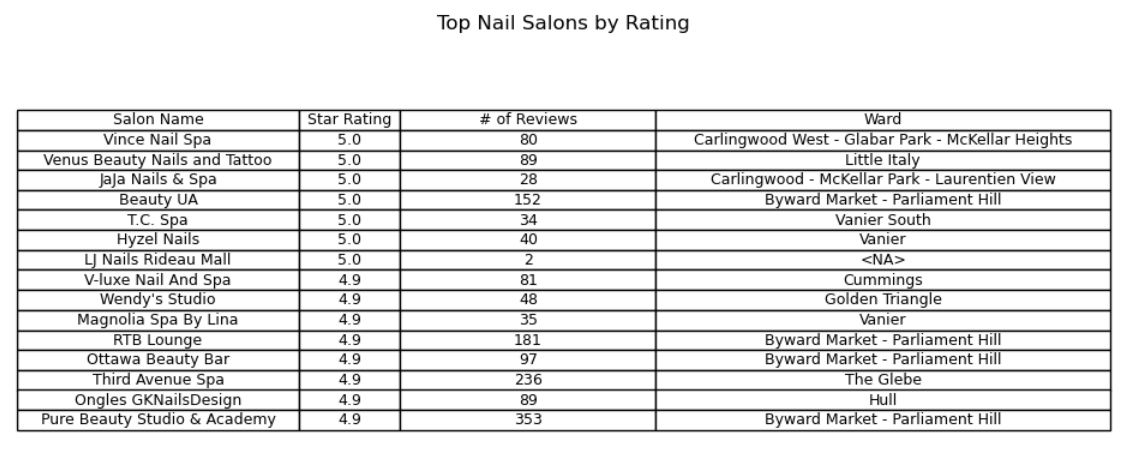 Top Nail Salons by Rating
Salon Name Star Rating # of Reviews Ward
Vince Nail Spa 5.0 80 Carlingwood West - Glabar Park - McKellar Heights
Venus Beauty Nails and Tattoo 5.0 89 Little Italy
JaJa Nails & Spa 5.0 28 Carlingwood - McKellar Park - Laurentien View
Beauty UA 5.0 152 Byward Market - Parliament Hill
T.C. Spa 5.0 34 Vanier South
Hyzel Nails 5.0 40 Vanier
LJ Nails Rideau Mall 5.0 2 <NA>
V-luxe Nail And Spa 4.9 81 Cummings
Wendy's Studio 4.9 48 Golden Triangle
Magnolia Spa By Lina 4.9 35 Vanier
RTB Lounge 4.9 181 Byward Market - Parliament Hill
Ottawa Beauty Bar 4.9 97 Byward Market - Parliament Hill
Third Avenue Spa 4.9 236 The Glebe
Ongles GKNailsDesign 4.9 89 Hull
Pure Beauty Studio & Academy 4.9 353 Byward Market - Parliament Hill